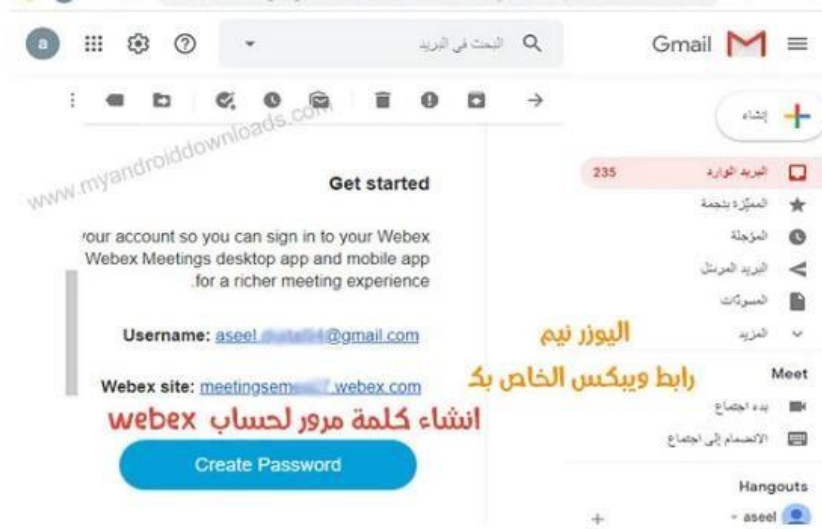 Gmail
البحث في البريد
a
إنشاء
البريد الوارد
235
المميّزة بنجمة
المؤجلة
البريد المرسَل
المسودّات
المزيد
Meet
بدء اجتماع
الانضمام إلى اجتماع
Hangouts
aseel
www.myandroiddownloads.com
Get started
your account so you can sign in to your Webex
Webex Meetings desktop app and mobile app
for a richer meeting experience.
Username: aseel @gmail.com
اليوزر نيم
Webex site: meetingsem .webex.com
رابط ويبكس الخاص بك
انشاء كلمة مرور لحساب webex
Create Password